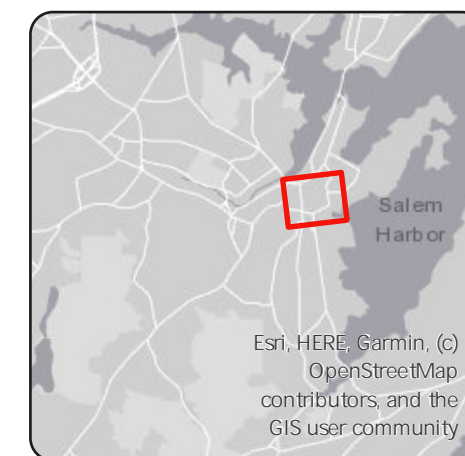 Salem
Harbor
Esri, HERE, Garmin, (c)
OpenStreetMap
contributors, and the
GIS user community